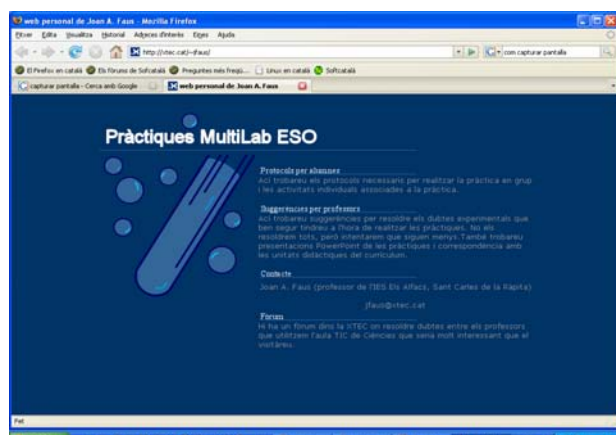 web personal de Joan A. Faus - Mozilla Firefox
Fitxer Edita Visualitza Historial Adreces d'interès Eines Ajuda
http://xtec.cat/~jfaus/
com capturar pantalla
El Firefox en català Els fòrums de Softcatalà Preguntes més freqü... Linux en català Softcatalà
capturar pantalla - Cerca amb Google
web personal de Joan A. Faus
Pràctiques MultiLab ESO
Protocols per alumnes
Ací trobareu els protocols necessaris per realitzar la pràctica en grup
i les activitats individuals associades a la pràctica.
Suggerències per professors
Ací trobareu suggerències per resoldre els dubtes experimentals que
ben segur tindreu a l'hora de realitzar les pràctiques. No els
resoldrem tots, però intentarem que siguen menys.També trobareu
presentacions PowerPoint de les pràctiques i correspondència amb
les unitats didàctiques del currículum.
Contacte
Joan A. Faus (professor de l'IES Els Alfacs, Sant Carles de la Ràpita)
jfaus@xtec.cat
Fòrum
Hi ha un fòrum dins la XTEC on resoldre dubtes entre els professors
que utilitzem l'aula TIC de Ciències que seria molt interessant que el
visitàreu.
Fet